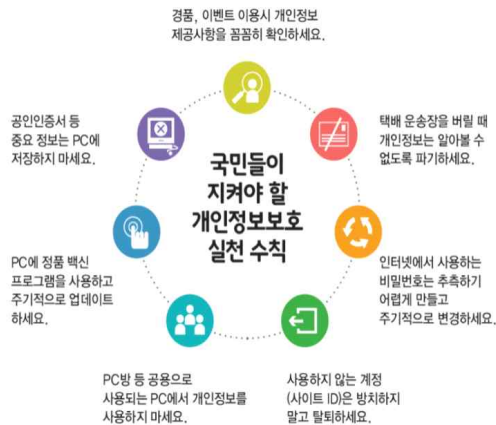 경품, 이벤트 이용시 개인정보
제공사항을 꼼꼼히 확인하세요.
택배 운송장을 버릴 때
개인정보는 알아볼 수
없도록 파기하세요.
인터넷에서 사용하는
비밀번호는 추측하기
어렵게 만들고
주기적으로 변경하세요.
사용하지 않는 계정
(사이트 ID)은 방치하지
말고 탈퇴하세요.
PC방 등 공용으로
사용되는 PC에서 개인정보를
사용하지 마세요.
PC에 정품 백신
프로그램을 사용하고
주기적으로 업데이트
하세요.
공인인증서 등
중요 정보는 PC에
저장하지 마세요.
국민들이
지켜야 할
개인정보보호
실천 수칙